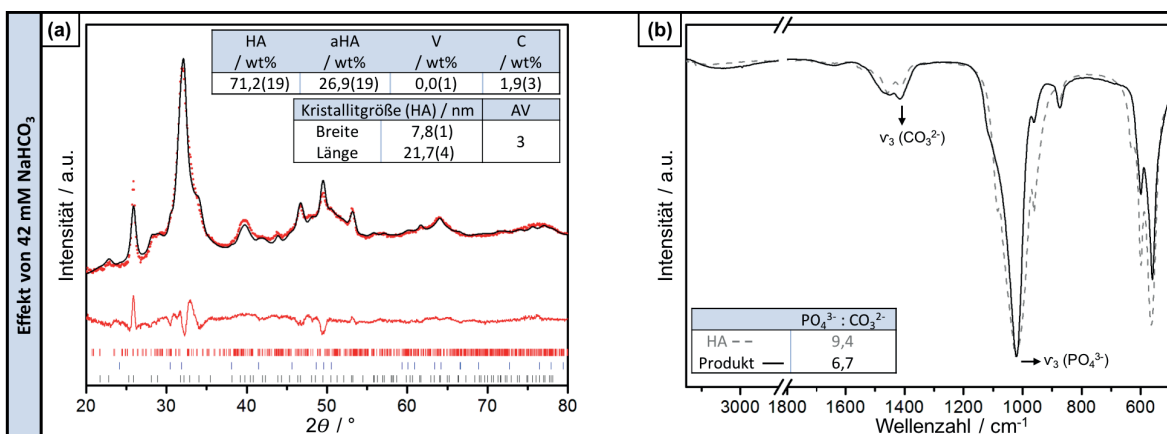 Effekt von 42 mM NaHCO₃
(a)
HA aHA V C
/ wt% / wt% / wt% / wt%
71,2(19) 26,9(19) 0,0(1) 1,9(3)
Kristallitgröße (HA) / nm AV
Breite 7,8(1)
3
Länge 21,7(4)
Intensität / a.u.
20 30 40 50 60 70 80
2θ / °
(b)
ν₃ (CO₃²⁻)
Intensität / a.u.
PO₄³⁻ : CO₃²⁻
HA 9,4
Produkt 6,7
ν₃ (PO₄³⁻)
3000 1800 1600 1400 1200 1000 800 600
Wellenzahl / cm⁻¹